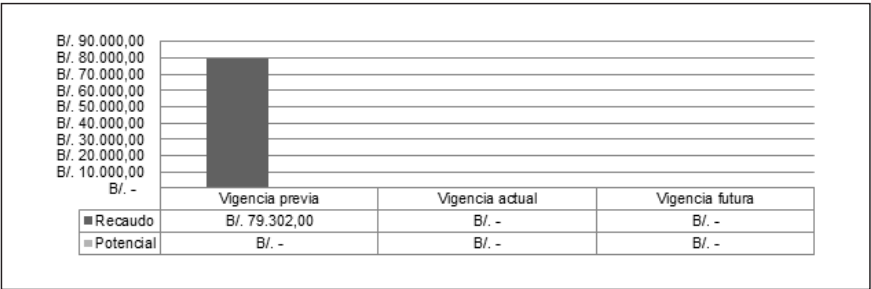 B/. 90.000,00
B/. 80.000,00
B/. 70.000,00
B/. 60.000,00
B/. 50.000,00
B/. 40.000,00
B/. 30.000,00
B/. 20.000,00
B/. 10.000,00
B/. -
Vigencia previa Vigencia actual Vigencia futura
Recaudo B/. 79.302,00 B/. - B/. -
Potencial B/. - B/. - B/. -